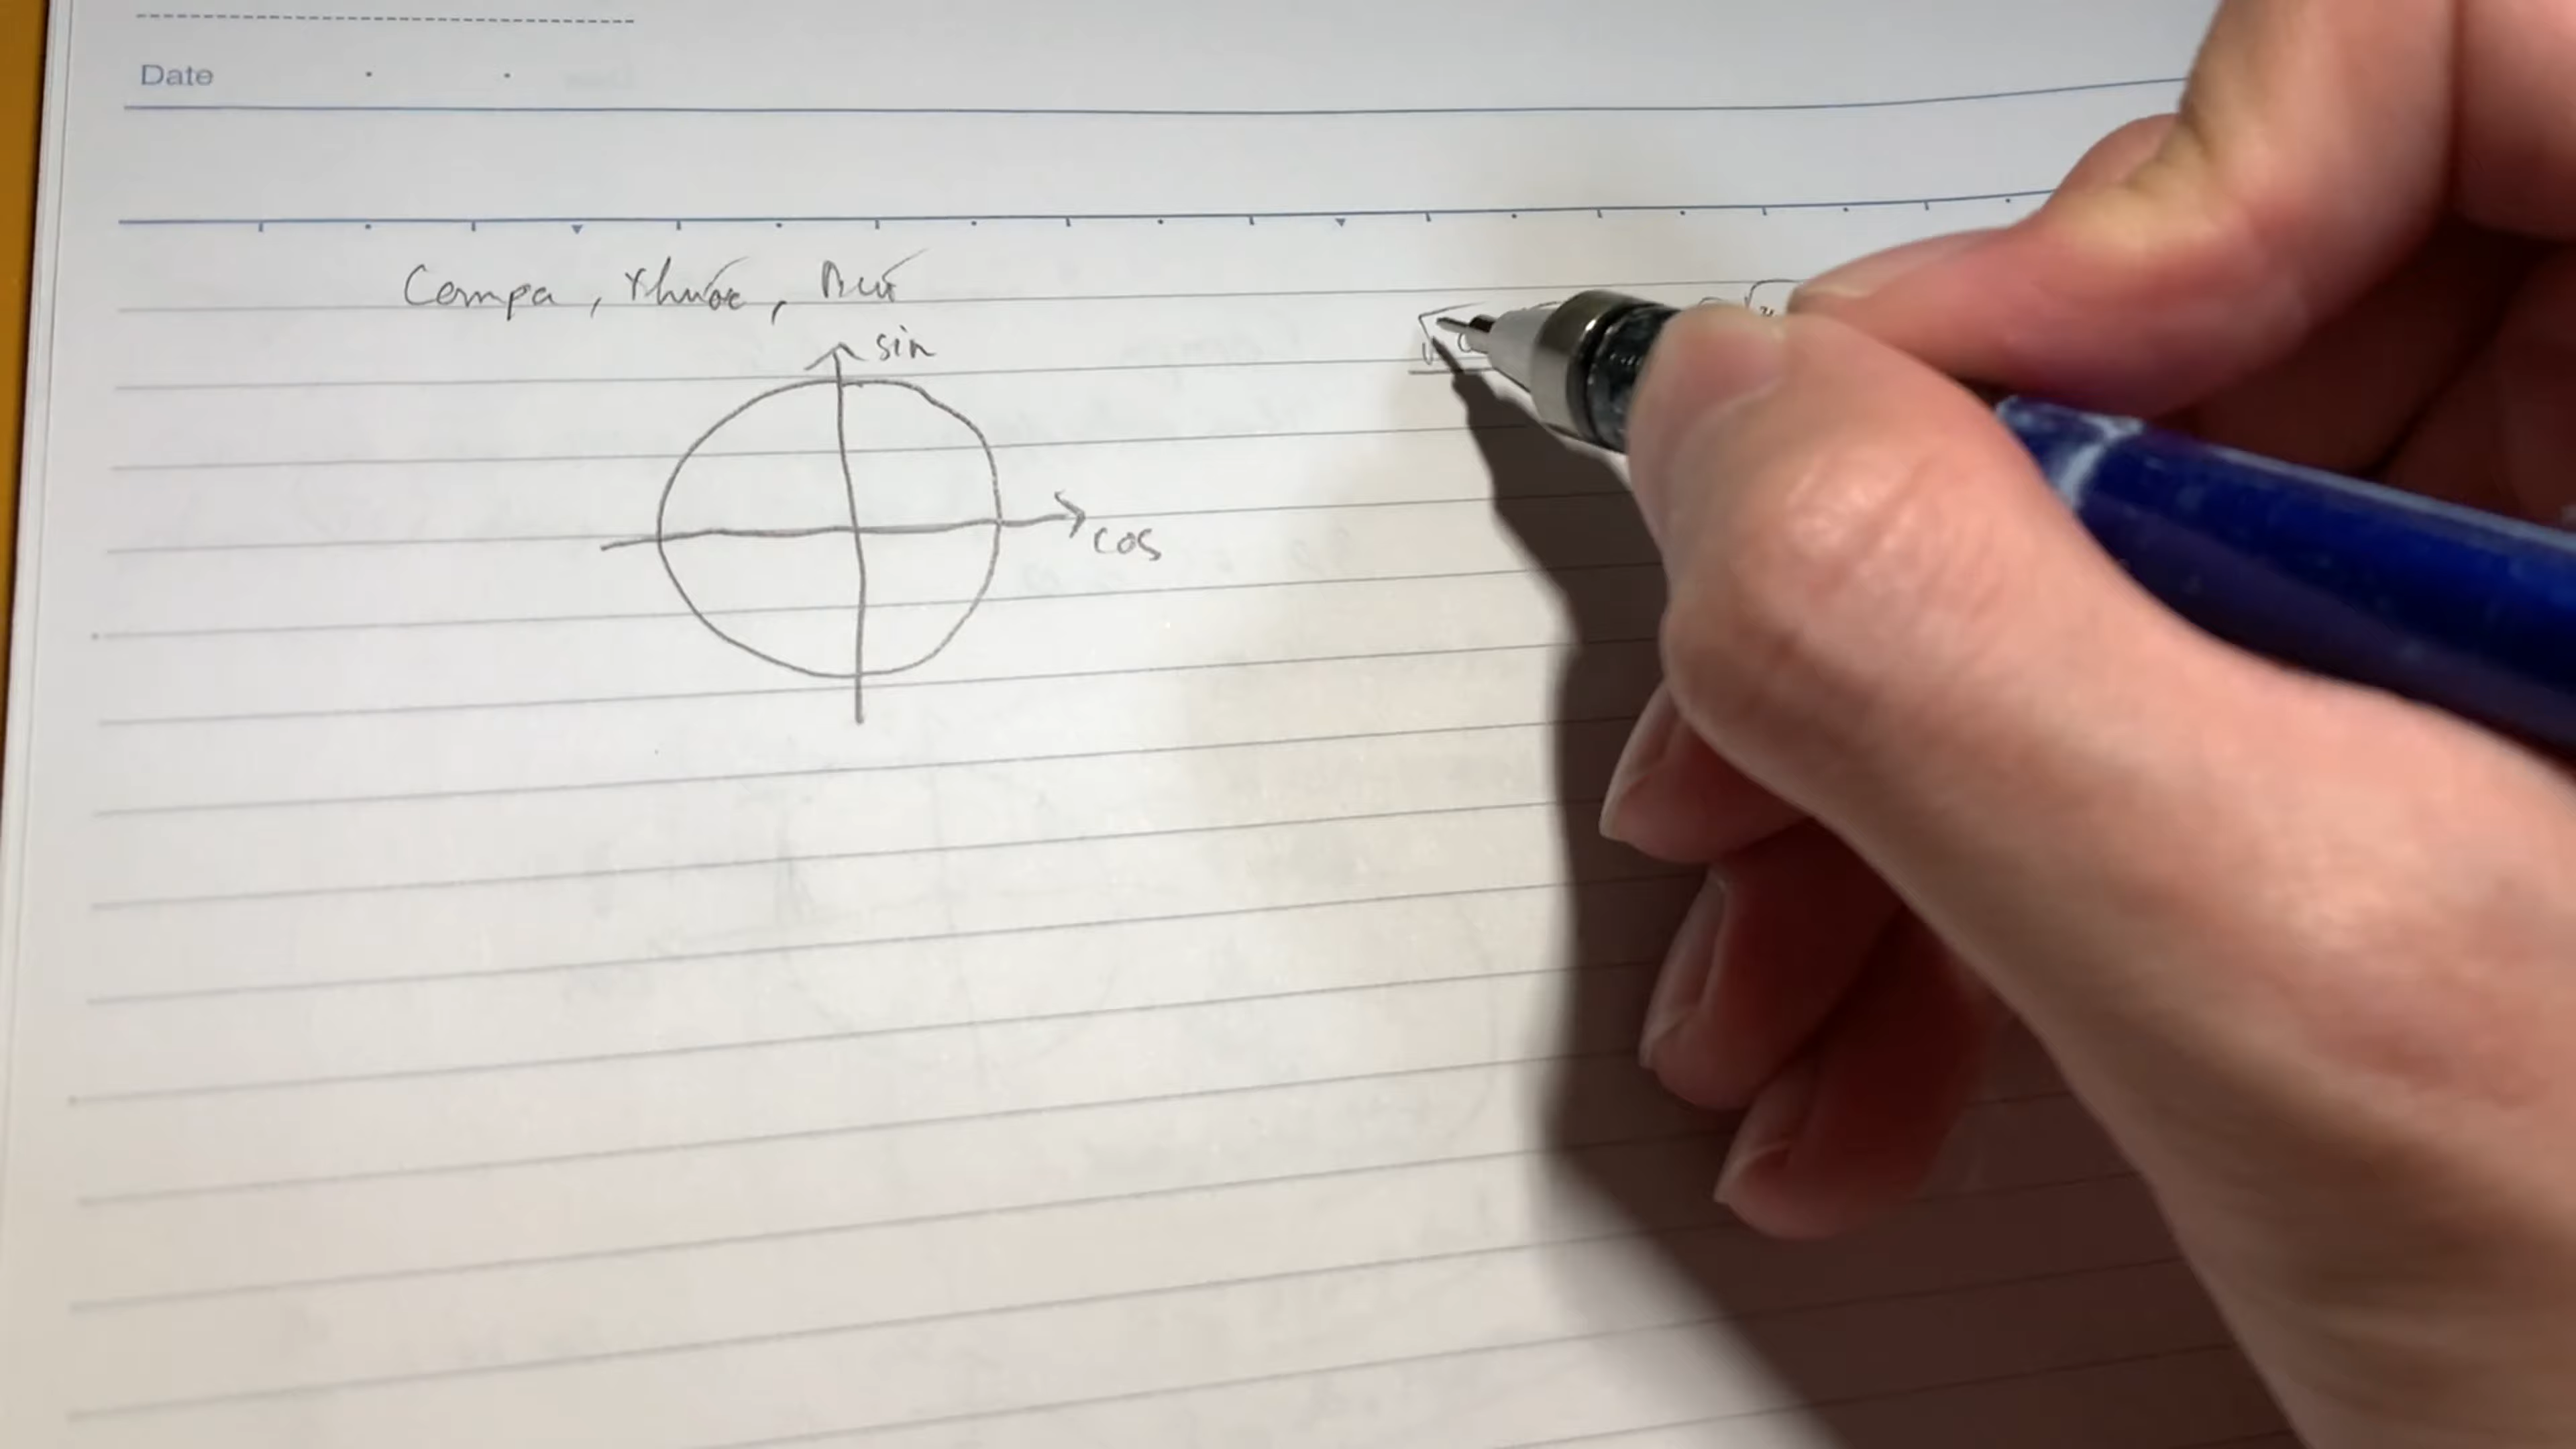 Date
Compa, thước, Bút
sin
cos